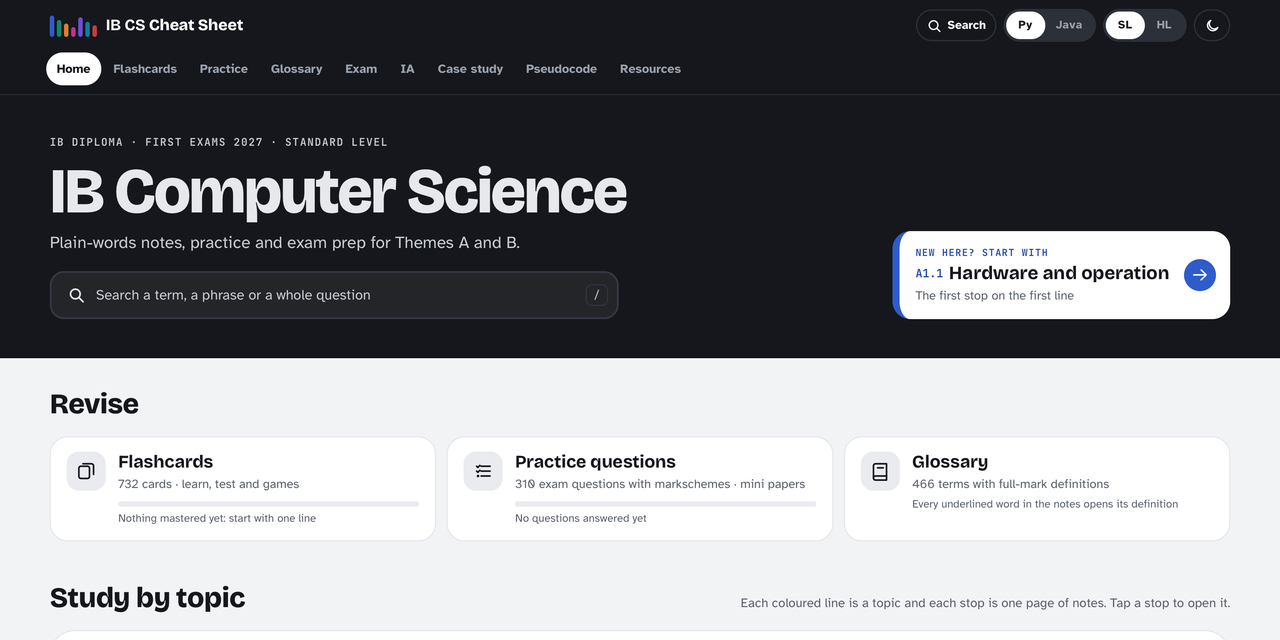 IB CS Cheat Sheet
Search
Py
Java
SL
HL
Home
Flashcards
Practice
Glossary
Exam
IA
Case study
Pseudocode
Resources
IB DIPLOMA · FIRST EXAMS 2027 · STANDARD LEVEL
IB Computer Science
Plain-words notes, practice and exam prep for Themes A and B.
Search a term, a phrase or a whole question
/
NEW HERE? START WITH
A1.1 Hardware and operation
The first stop on the first line
Revise
Flashcards
732 cards · learn, test and games
Nothing mastered yet: start with one line
Practice questions
310 exam questions with markschemes · mini papers
No questions answered yet
Glossary
466 terms with full-mark definitions
Every underlined word in the notes opens its definition
Study by topic
Each coloured line is a topic and each stop is one page of notes. Tap a stop to open it.